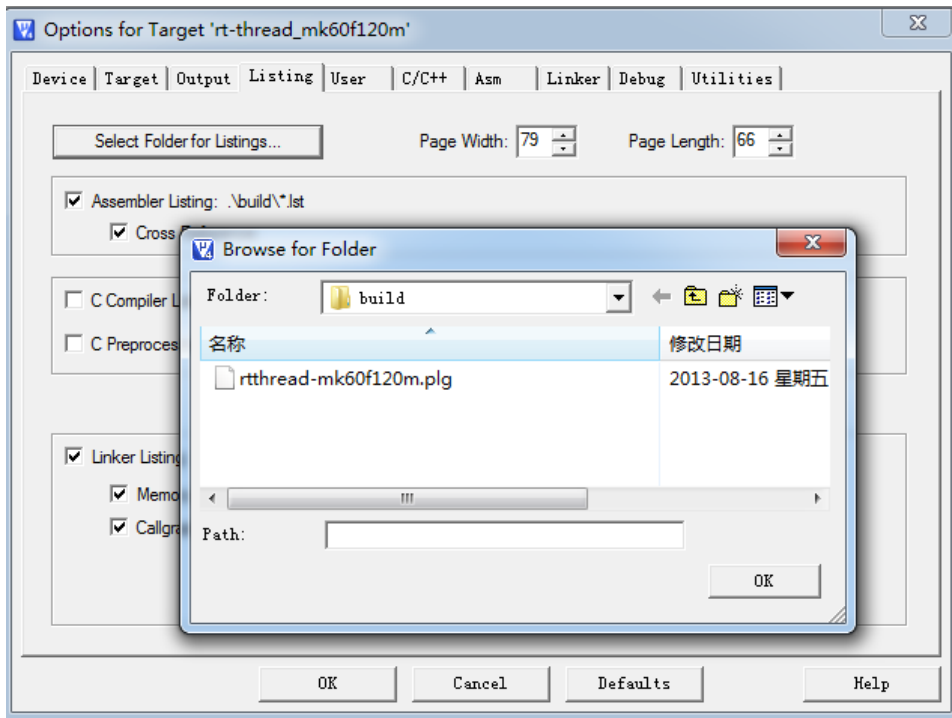 Options for Target 'rt-thread_mk60f120m'
Device Target Output Listing User C/C++ Asm Linker Debug Utilities
Select Folder for Listings... Page Width: 79 Page Length: 66
Assembler Listing: .\build\*.lst
Cross
Browse for Folder
Folder: build
C Compiler L
名称 修改日期
C Preproces
rtthread-mk60f120m.plg 2013-08-16 星期五
Linker Listing
Memo
Callgra
Path:
OK
OK Cancel Defaults Help